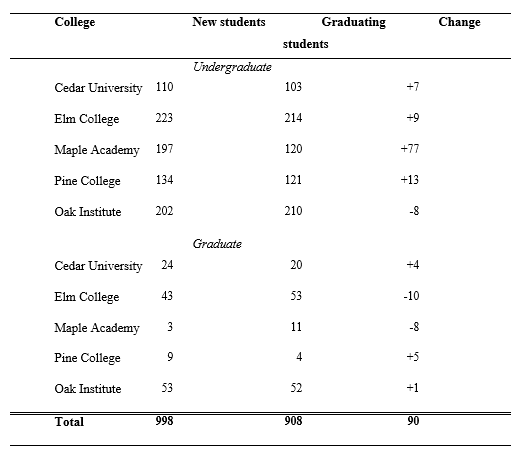 College New students Graduating Change
students
Undergraduate
Cedar University 110 103 +7
Elm College 223 214 +9
Maple Academy 197 120 +77
Pine College 134 121 +13
Oak Institute 202 210 -8
Graduate
Cedar University 24 20 +4
Elm College 43 53 -10
Maple Academy 3 11 -8
Pine College 9 4 +5
Oak Institute 53 52 +1
Total 998 908 90